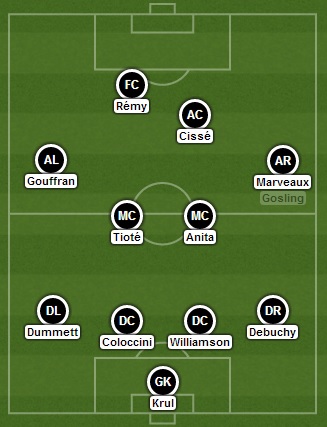 FC
Rémy
AC
Cissé
AL
Gouffran
AR
Marveaux
Gosling
MC
Tioté
MC
Anita
DL
Dummett
DC
Coloccini
DC
Williamson
DR
Debuchy
GK
Krul